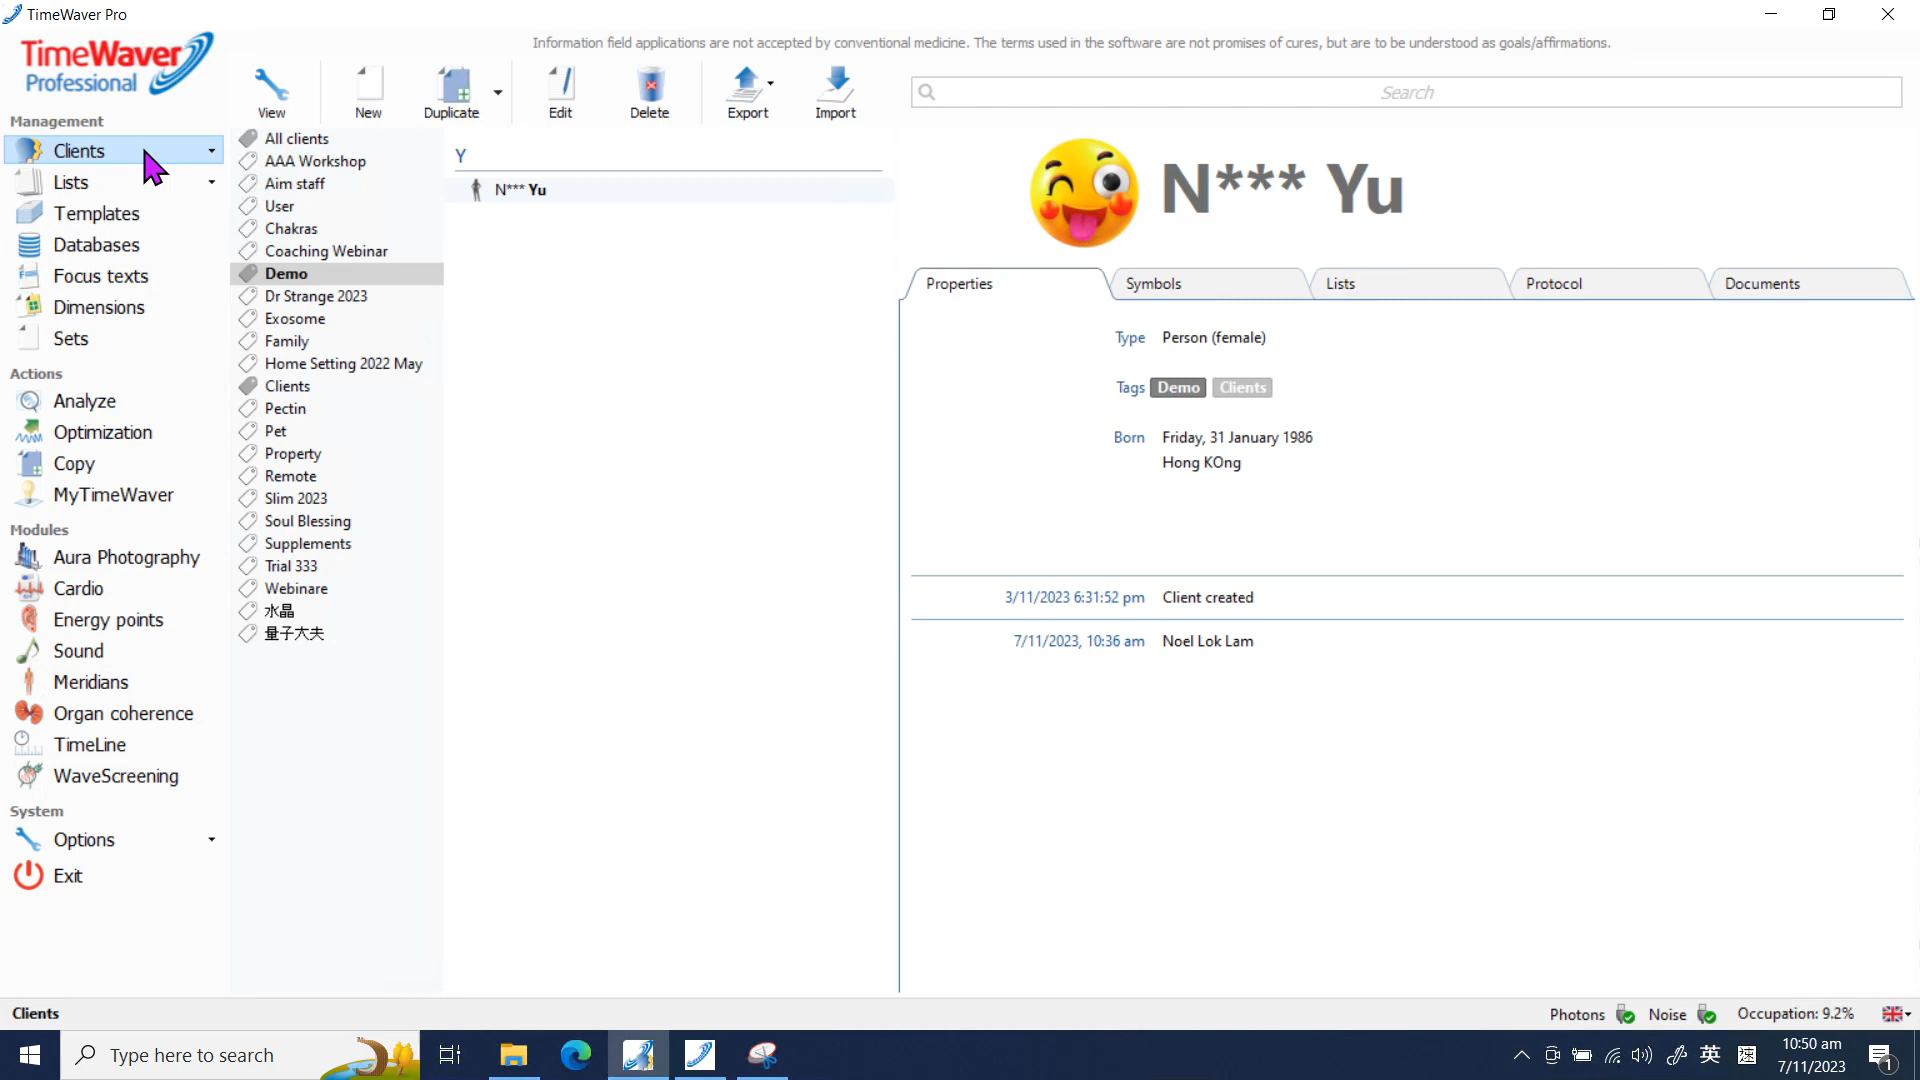 TimeWaver Pro
TimeWaver
Professional
Information field applications are not accepted by conventional medicine. The terms used in the software are not promises of cures, but are to be understood as goals/affirmations.
View
New
Duplicate
Edit
Delete
Export
Import
Search
Management
Clients
Lists
Templates
Databases
Focus texts
Dimensions
Sets
Actions
Analyze
Optimization
Copy
MyTimeWaver
Modules
Aura Photography
Cardio
Energy points
Sound
Meridians
Organ coherence
TimeLine
WaveScreening
System
Options
Exit
All clients
AAA Workshop
Aim staff
User
Chakras
Coaching Webinar
Demo
Dr Strange 2023
Exosome
Family
Home Setting 2022 May
Clients
Pectin
Pet
Property
Remote
Slim 2023
Soul Blessing
Supplements
Trial 333
Webinare
水晶
量子大夫
Y
N*** Yu
N*** Yu
Properties
Symbols
Lists
Protocol
Documents
Type Person (female)
Tags Demo Clients
Born Friday, 31 January 1986
Hong KOng
3/11/2023 6:31:52 pm Client created
7/11/2023, 10:36 am Noel Lok Lam
Clients
Photons Noise Occupation: 9.2%
Type here to search
英
速
10:50 am
7/11/2023
1